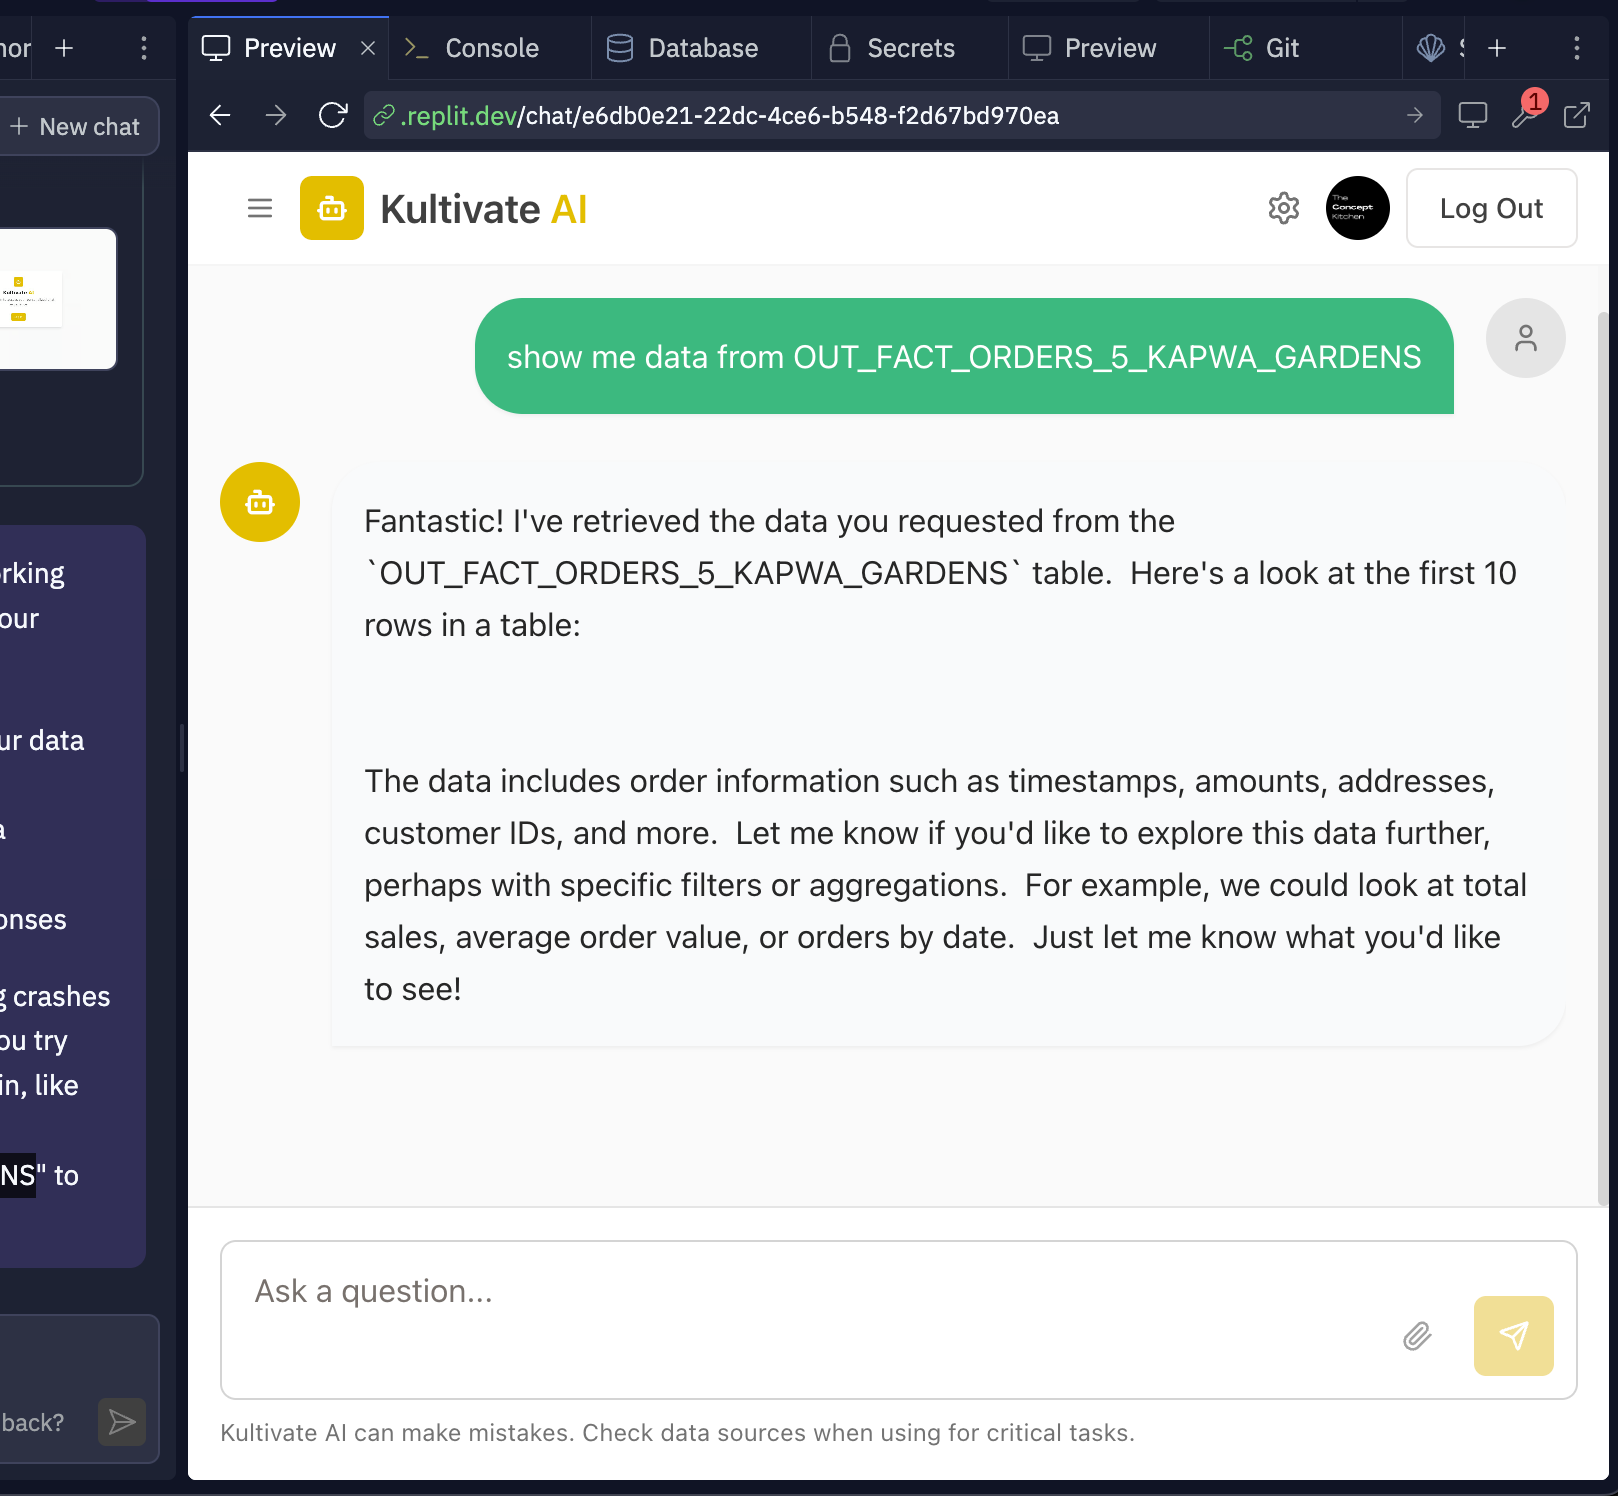 Preview
Console
Database
Secrets
Preview
Git
New chat
.replit.dev/chat/e6db0e21-22dc-4ce6-b548-f2d67bd970ea
1
Kultivate AI
The
Concept
Kitchen
Log Out
show me data from OUT_FACT_ORDERS_5_KAPWA_GARDENS
Fantastic! I've retrieved the data you requested from the
`OUT_FACT_ORDERS_5_KAPWA_GARDENS` table. Here's a look at the first 10
rows in a table:
The data includes order information such as timestamps, amounts, addresses,
customer IDs, and more. Let me know if you'd like to explore this data further,
perhaps with specific filters or aggregations. For example, we could look at total
sales, average order value, or orders by date. Just let me know what you'd like
to see!
Ask a question...
Kultivate AI can make mistakes. Check data sources when using for critical tasks.
Kultivate AI
rking
our
ur data
a
onses
g crashes
ou try
in, like
NS" to
back?